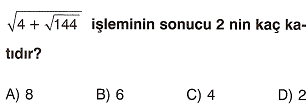 √(4 + √144) işleminin sonucu 2 nin kaç ka-
tıdır?
A) 8 B) 6 C) 4 D) 2